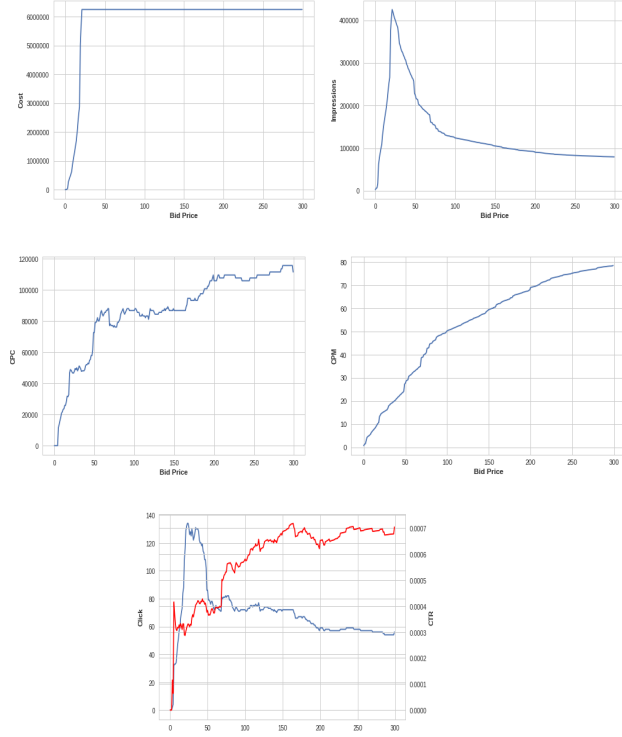 6000000
5000000
4000000
3000000
2000000
1000000
0
Cost
0 50 100 150 200 250 300
Bid Price
400000
300000
200000
100000
0
Impressions
0 50 100 150 200 250 300
Bid Price
120000
100000
80000
60000
40000
20000
0
CPC
0 50 100 150 200 250 300
Bid Price
80
70
60
50
40
30
20
10
0
CPM
0 50 100 150 200 250 300
Bid Price
140
120
100
80
60
40
20
0
Click
0 50 100 150 200 250 300
0.0007
0.0006
0.0005
0.0004
0.0003
0.0002
0.0001
0.0000
CTR